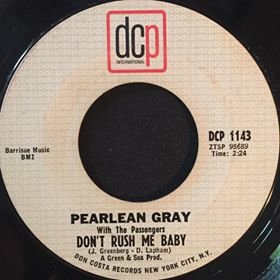 dcp
INTERNATIONAL
Barrisue Music
BMI
DCP 1143
ZTSP 98689
Time: 2:24
PEARLEAN GRAY
With The Passengers
DON'T RUSH ME BABY
(J. Greenberg - D. Lapham)
A Green & Sea Prod.
DON COSTA RECORDS NEW YORK CITY, N.Y.